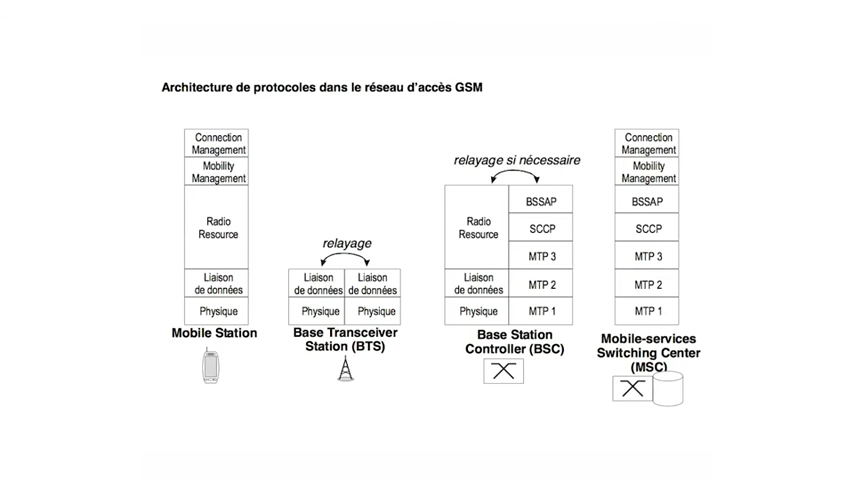 Architecture de protocoles dans le réseau d'accès GSM
Connection
Management
Mobility
Management
Radio
Resource
Liaison
de données
Physique
Mobile Station
relayage
Liaison
de données
Liaison
de données
Physique
Physique
Base Transceiver
Station (BTS)
relayage si nécessaire
Radio
Resource
Liaison
de données
Physique
BSSAP
SCCP
MTP 3
MTP 2
MTP 1
Base Station
Controller (BSC)
Connection
Management
Mobility
Management
BSSAP
SCCP
MTP 3
MTP 2
MTP 1
Mobile-services
Switching Center
(MSC)